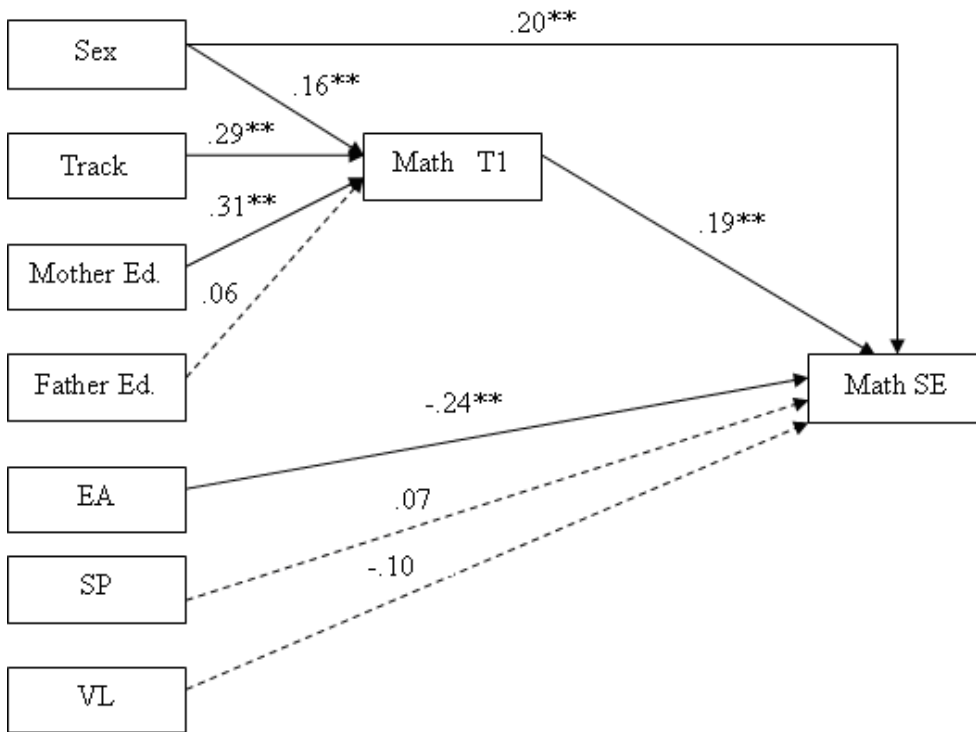 .20**
Sex
.16**
.29**
Track
Math T1
.31**
.19**
Mother Ed.
.06
Father Ed.
Math SE
-.24**
EA
.07
SP
-.10
VL